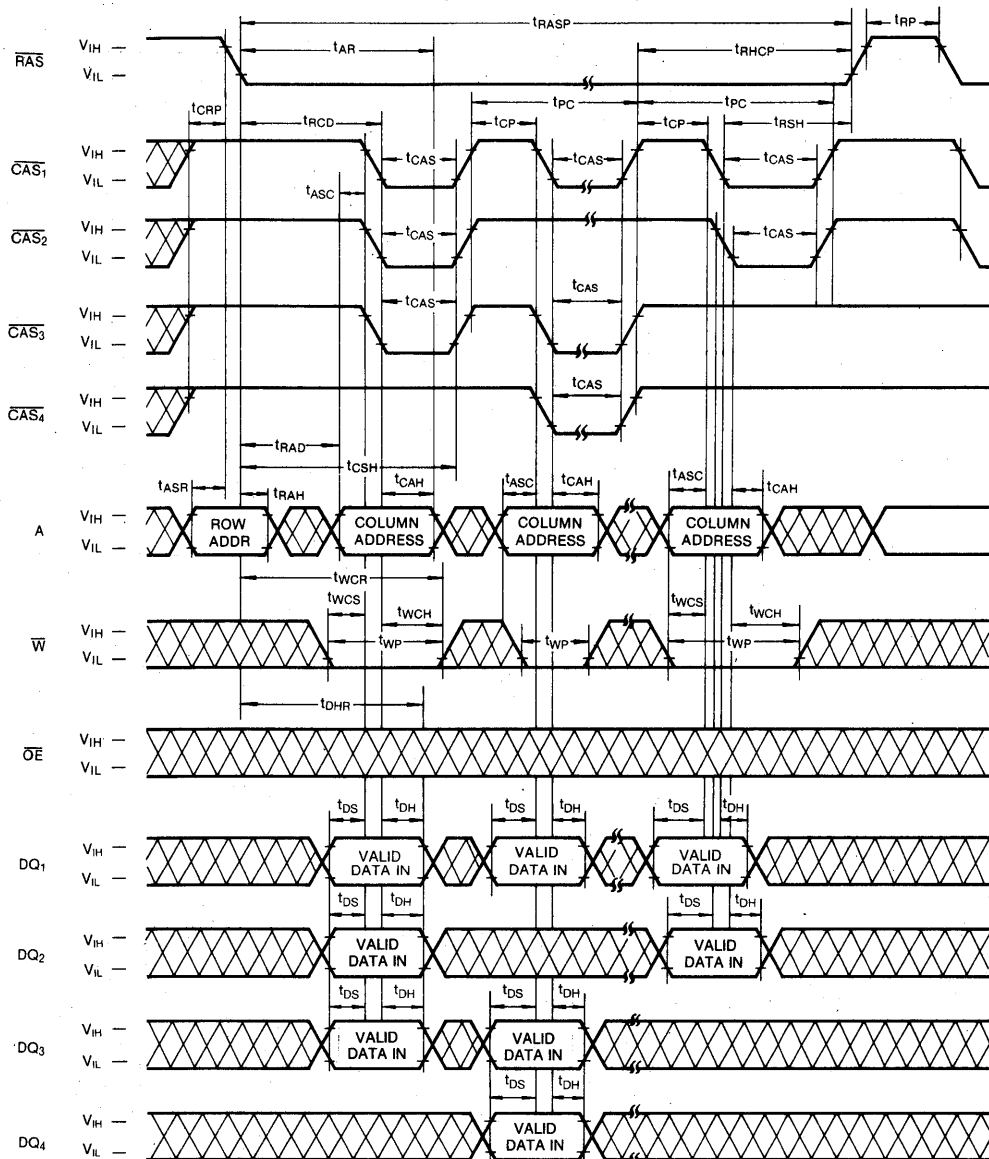 tRASP
tRP
RAS
VIH
VIL
tAR
tRHCP
tCRP
tRCD
tPC
tPC
tCP
tCP
tRSH
CAS1
VIH
VIL
tCAS
tCAS
tCAS
tASC
CAS2
VIH
VIL
tCAS
tCAS
CAS3
VIH
VIL
tCAS
tCAS
CAS4
VIH
VIL
tCAS
tRAD
tCSH
tASR
tRAH
tCAH
tASC
tCAH
tASC
tCAH
A
VIH
VIL
ROW ADDR
COLUMN ADDRESS
COLUMN ADDRESS
COLUMN ADDRESS
tWCR
tWCS
tWCH
tWCS
tWCH
W
VIH
VIL
tWP
tWP
tWP
tDHR
OE
VIH
VIL
tDS
tDH
tDS
tDH
tDS
tDH
DQ1
VIH
VIL
VALID DATA IN
VALID DATA IN
VALID DATA IN
tDS
tDH
tDS
tDH
DQ2
VIH
VIL
VALID DATA IN
VALID DATA IN
tDS
tDH
tDS
tDH
DQ3
VIH
VIL
VALID DATA IN
VALID DATA IN
tDS
tDH
DQ4
VIH
VIL
VALID DATA IN